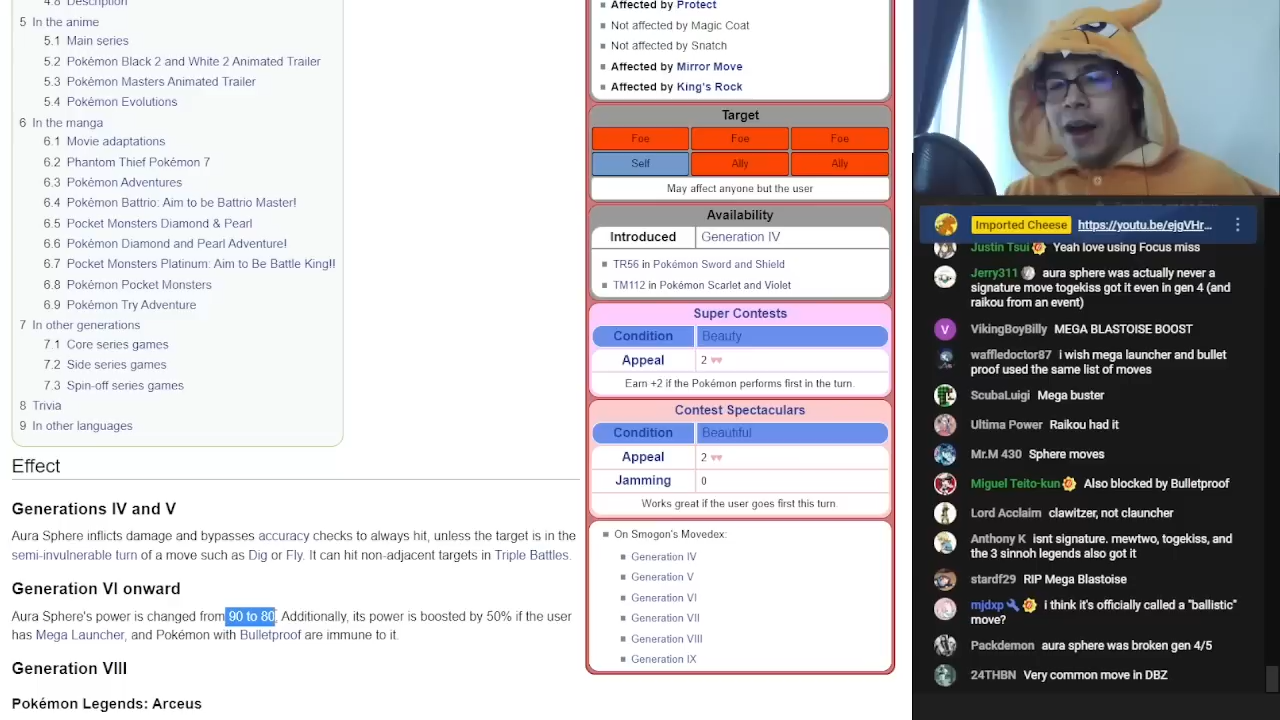 4.8 Description
5 In the anime
5.1 Main series
5.2 Pokémon Black 2 and White 2 Animated Trailer
5.3 Pokémon Masters Animated Trailer
5.4 Pokémon Evolutions
6 In the manga
6.1 Movie adaptations
6.2 Phantom Thief Pokémon 7
6.3 Pokémon Adventures
6.4 Pokémon Battrio: Aim to be Battrio Master!
6.5 Pocket Monsters Diamond & Pearl
6.6 Pokémon Diamond and Pearl Adventure!
6.7 Pocket Monsters Platinum: Aim to Be Battle King!!
6.8 Pokémon Pocket Monsters
6.9 Pokémon Try Adventure
7 In other generations
7.1 Core series games
7.2 Side series games
7.3 Spin-off series games
8 Trivia
9 In other languages
Effect
Generations IV and V
Aura Sphere inflicts damage and bypasses accuracy checks to always hit, unless the target is in the
semi-invulnerable turn of a move such as Dig or Fly. It can hit non-adjacent targets in Triple Battles.
Generation VI onward
Aura Sphere's power is changed from 90 to 80. Additionally, its power is boosted by 50% if the user
has Mega Launcher, and Pokémon with Bulletproof are immune to it.
Generation VIII
Pokémon Legends: Arceus
Affected by Protect
Not affected by Magic Coat
Not affected by Snatch
Affected by Mirror Move
Affected by King's Rock
Target
Foe Foe Foe
Self Ally Ally
May affect anyone but the user
Availability
Introduced Generation IV
TR56 in Pokémon Sword and Shield
TM112 in Pokémon Scarlet and Violet
Super Contests
Condition Beauty
Appeal 2 ♥♥
Earn +2 if the Pokémon performs first in the turn.
Contest Spectaculars
Condition Beautiful
Appeal 2 ♥♥
Jamming 0
Works great if the user goes first this turn.
On Smogon's Movedex:
Generation IV
Generation V
Generation VI
Generation VII
Generation VIII
Generation IX
Imported Cheese https://youtu.be/ejgVHr...
Justin Tsui Yeah love using Focus miss
Jerry311 aura sphere was actually never a
signature move togekiss got it even in gen 4 (and
raikou from an event)
V VikingBoyBilly MEGA BLASTOISE BOOST
waffledoctor87 i wish mega launcher and bullet
proof used the same list of moves
ScubaLuigi Mega buster
Ultima Power Raikou had it
Mr.M 430 Sphere moves
Miguel Teito-kun Also blocked by Bulletproof
Lord Acclaim clawitzer, not clauncher
Anthony K isnt signature. mewtwo, togekiss, and
the 3 sinnoh legends also got it
stardf29 RIP Mega Blastoise
mjdxp i think it's officially called a "ballistic"
move?
Packdemon aura sphere was broken gen 4/5
24THBN Very common move in DBZ